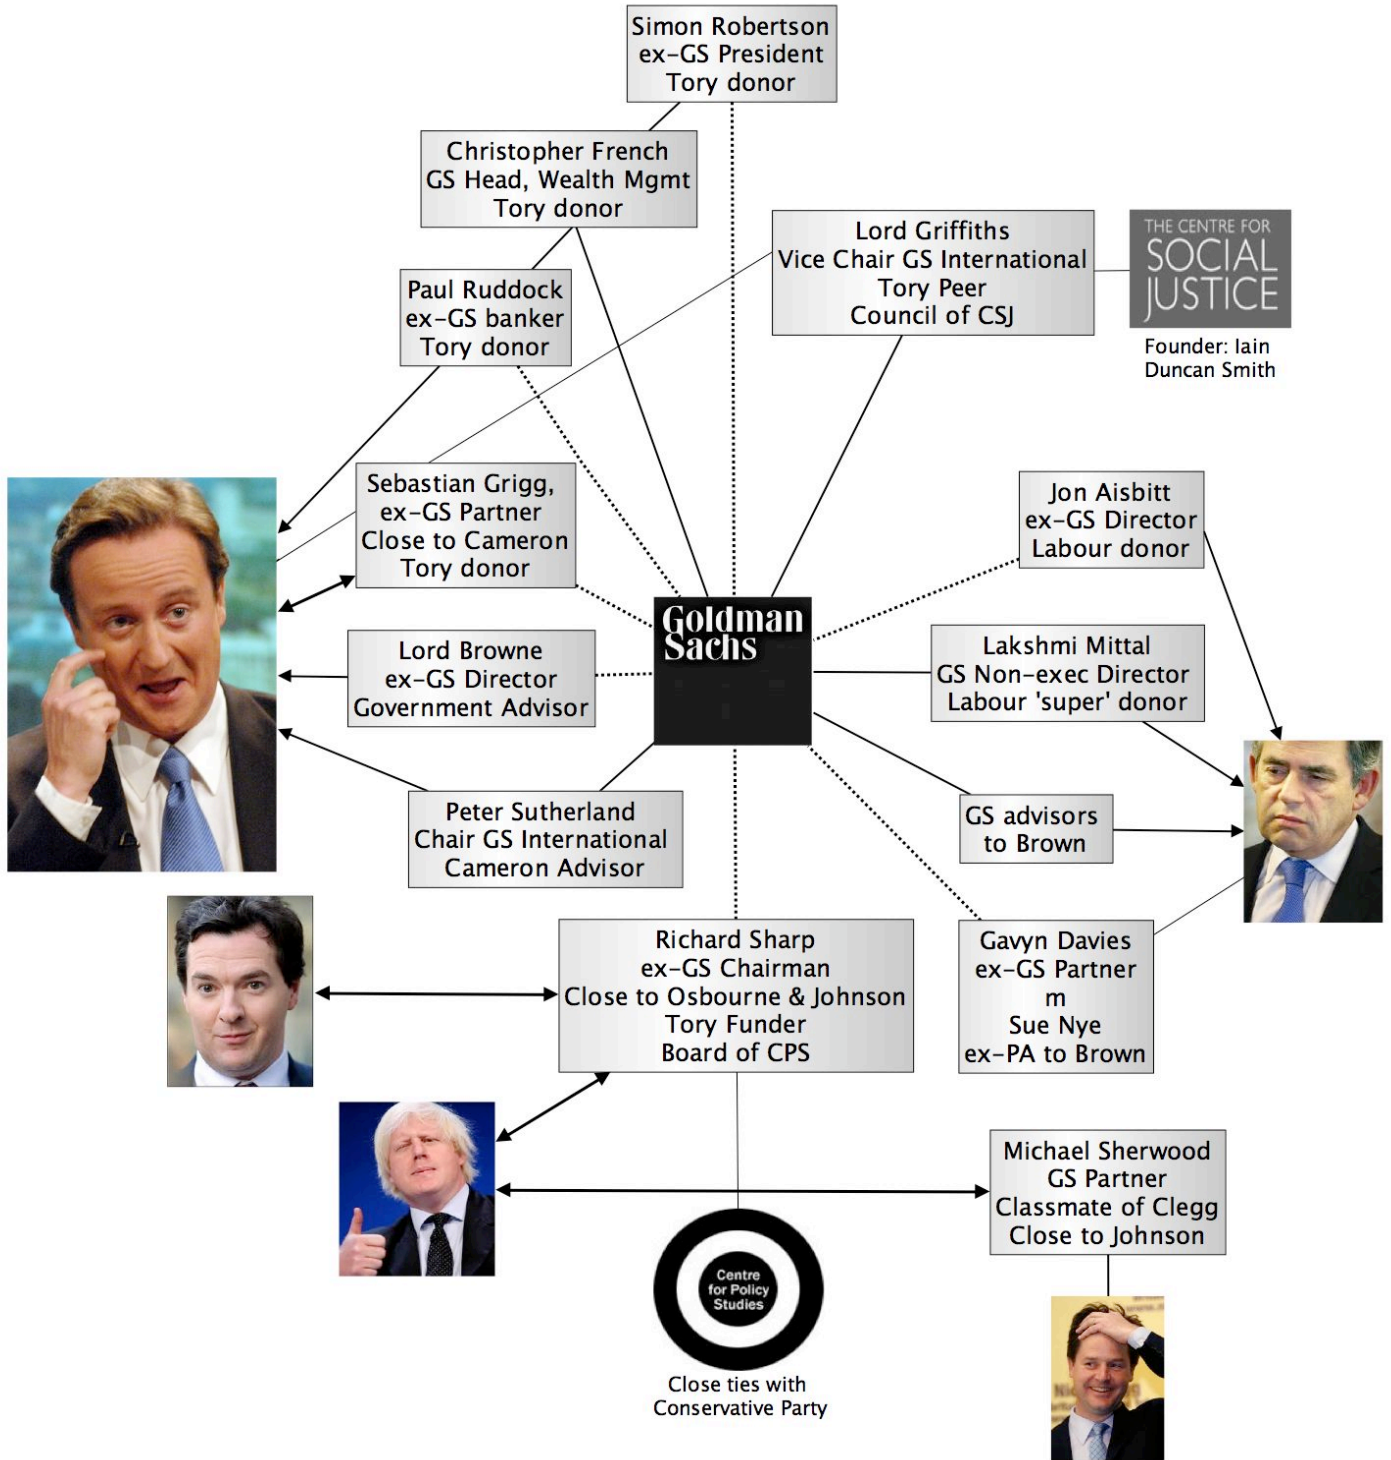 Simon Robertson
ex-GS President
Tory donor
Christopher French
GS Head, Wealth Mgmt
Tory donor
Lord Griffiths
Vice Chair GS International
Tory Peer
Council of CSJ
THE CENTRE FOR
SOCIAL
JUSTICE
Founder: Iain
Duncan Smith
Paul Ruddock
ex-GS banker
Tory donor
Sebastian Grigg,
ex-GS Partner
Close to Cameron
Tory donor
Jon Aisbitt
ex-GS Director
Labour donor
Goldman
Sachs
Lord Browne
ex-GS Director
Government Advisor
Lakshmi Mittal
GS Non-exec Director
Labour 'super' donor
Peter Sutherland
Chair GS International
Cameron Advisor
GS advisors
to Brown
Richard Sharp
ex-GS Chairman
Close to Osbourne & Johnson
Tory Funder
Board of CPS
Gavyn Davies
ex-GS Partner
m
Sue Nye
ex-PA to Brown
Michael Sherwood
GS Partner
Classmate of Clegg
Close to Johnson
Centre
for Policy
Studies
Close ties with
Conservative Party